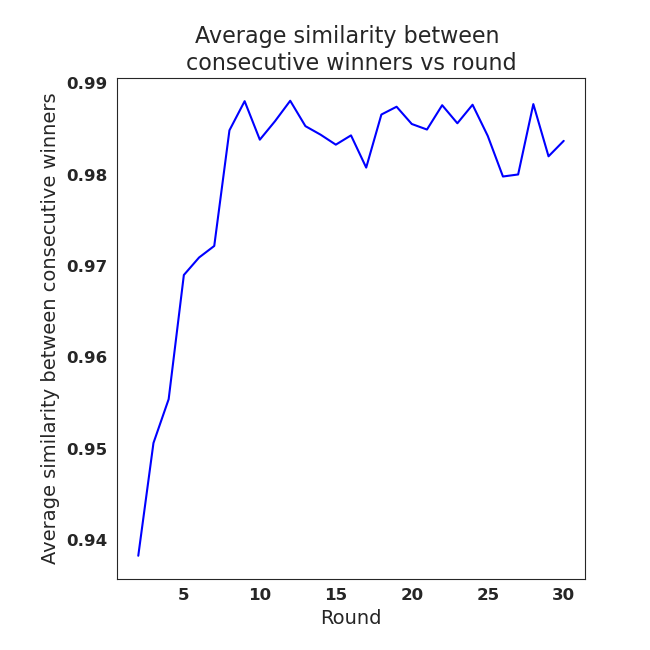 Average similarity between
consecutive winners vs round
Average similarity between consecutive winners
0.99
0.98
0.97
0.96
0.95
0.94
5 10 15 20 25 30
Round